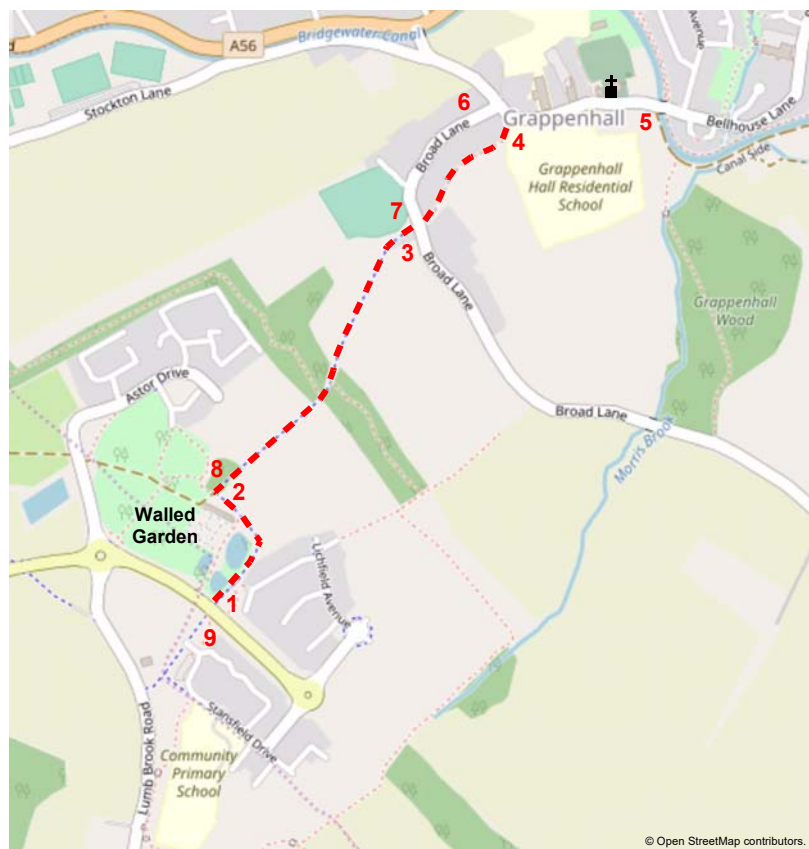 A56
Bridgewater Canal
Stockton Lane
Avenue
6
Grappenhall
Broad Lane
4
5
Bellhouse Lane
Canal Side
Grappenhall
Hall Residential
School
7
3
Broad Lane
Grappenhall
Wood
Astor Drive
Broad Lane
Morris Brook
8
2
Walled
Garden
Lichfield Avenue
1
9
Stansfield Drive
Lumb Brook Road
Community
Primary
School
© Open StreetMap contributors.